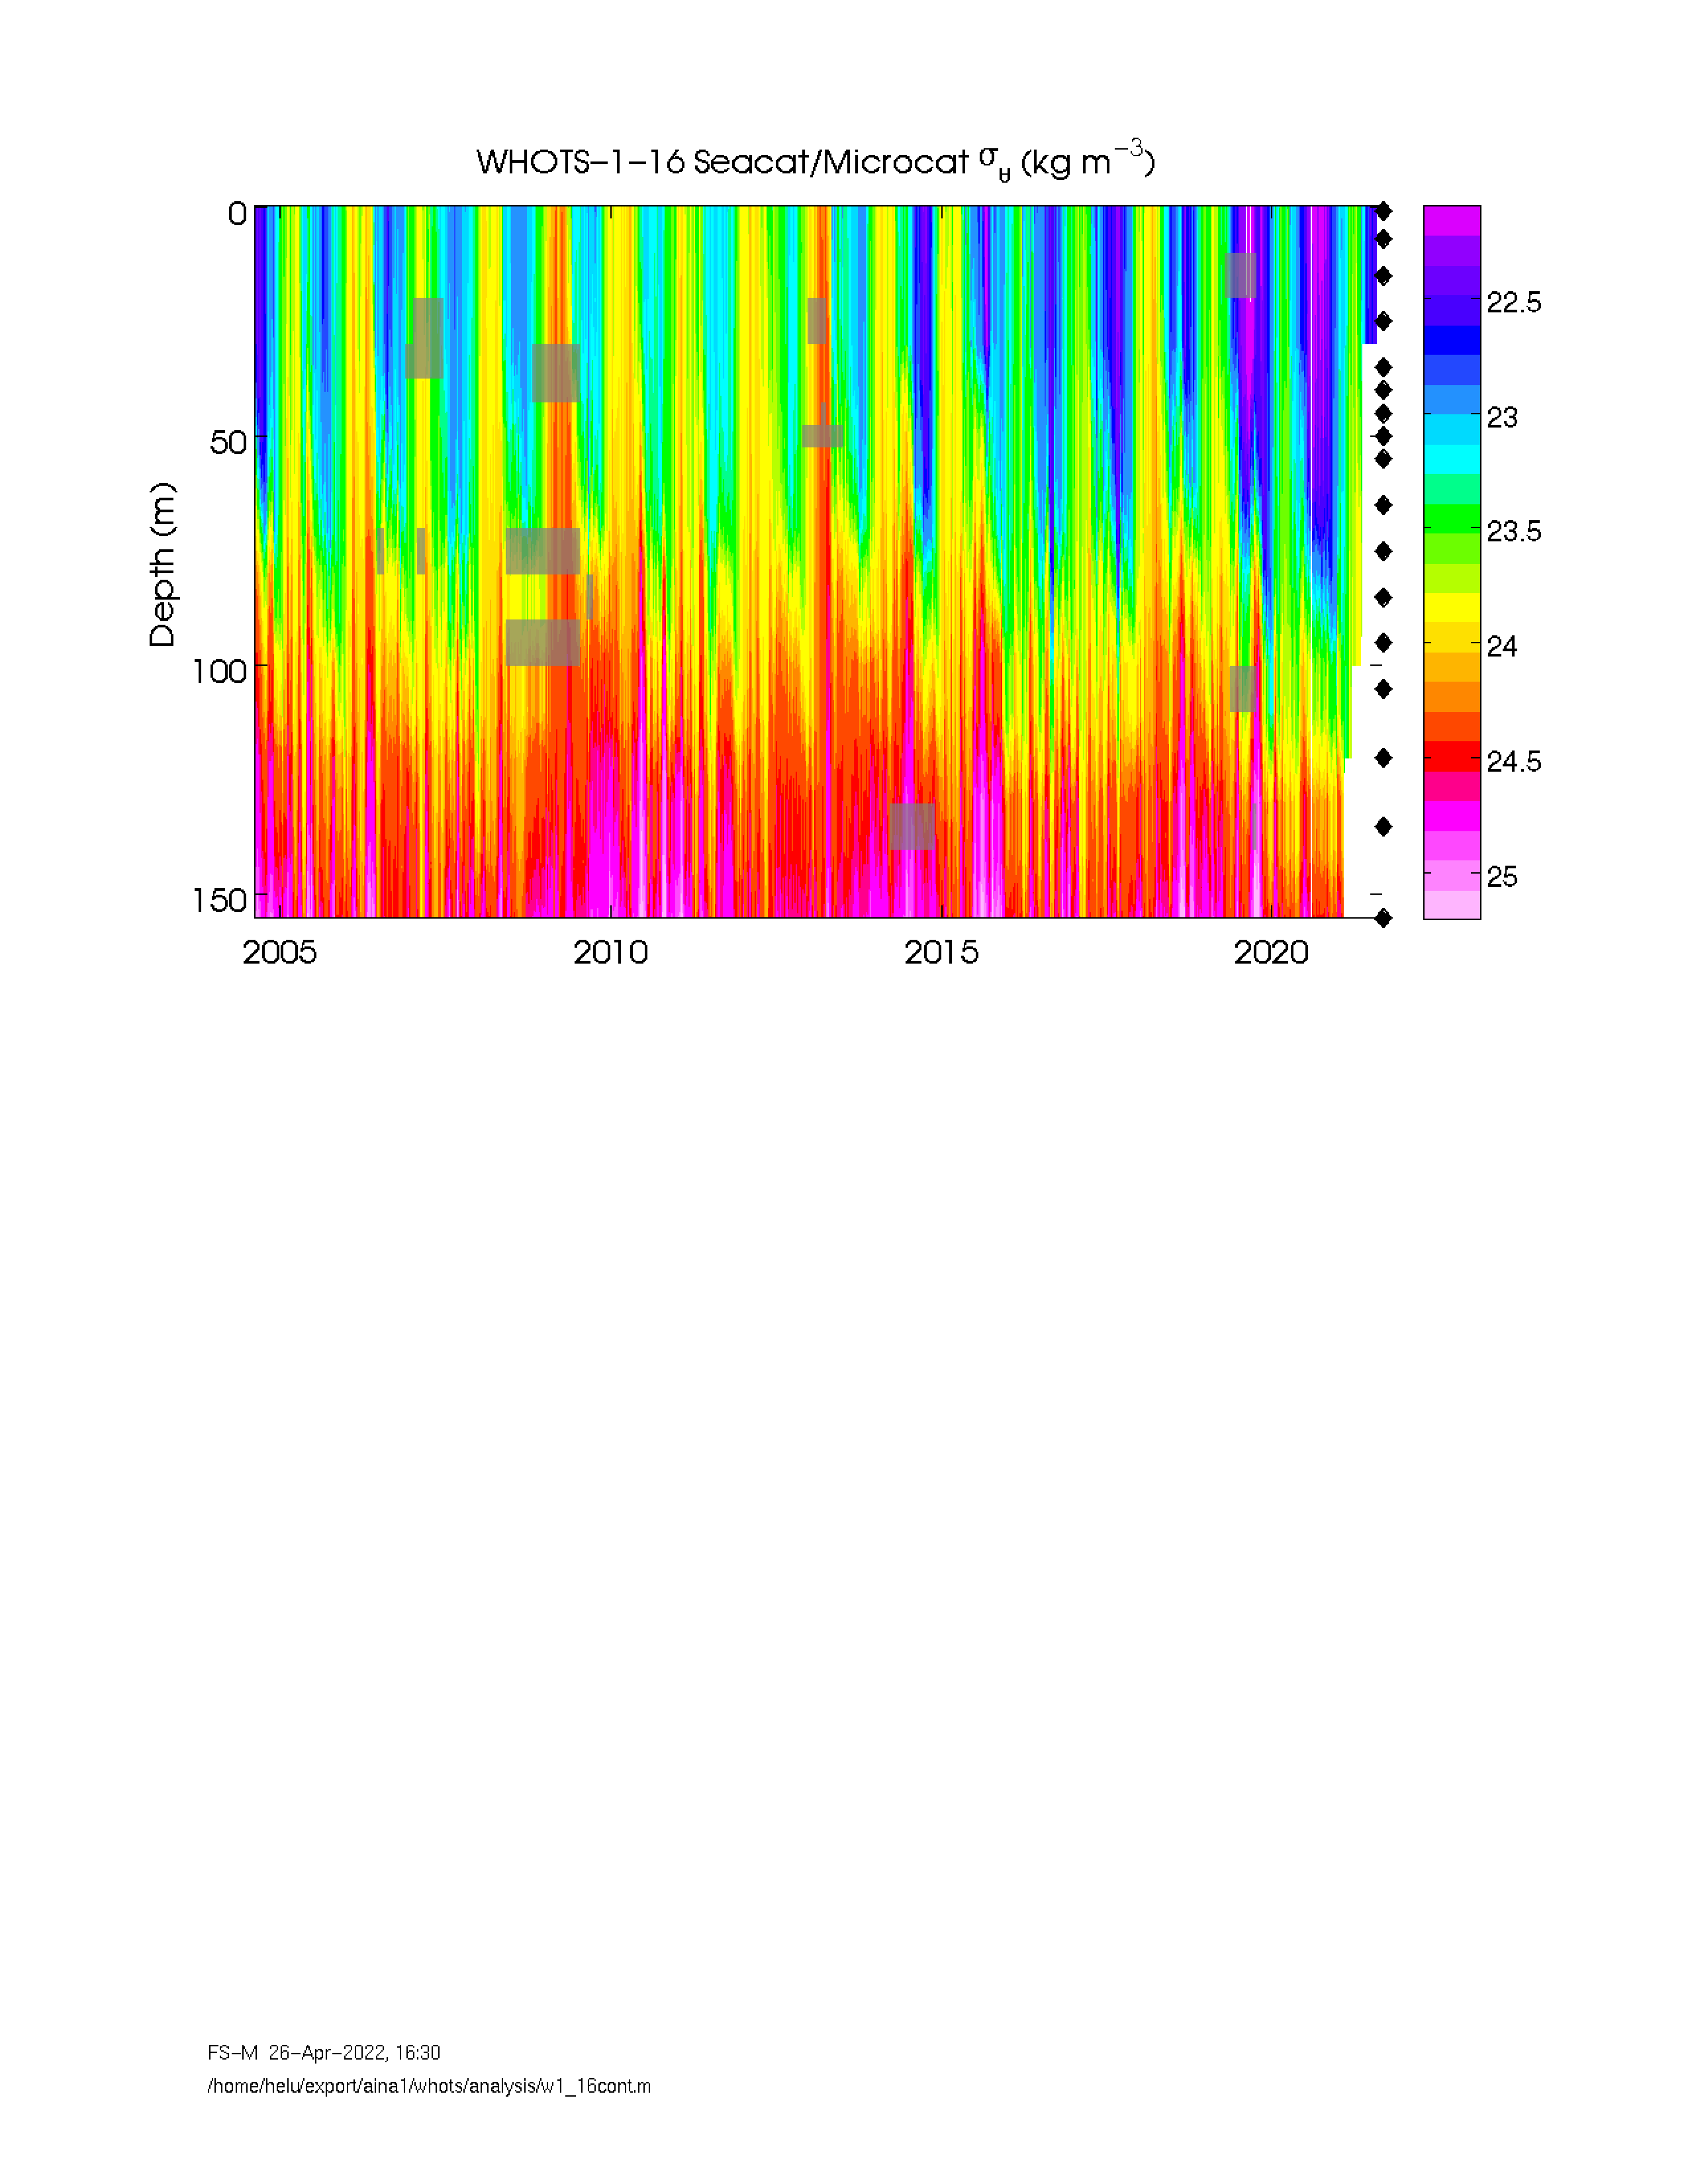 WHOTS-1-16 Seacat/Microcat σθ (kg m⁻³)
0
50
100
150
Depth (m)
2005 2010 2015 2020
22.5
23
23.5
24
24.5
25
FS-M 26-Apr-2022, 16:30
/home/helu/export/aina1/whots/analysis/w1_16cont.m